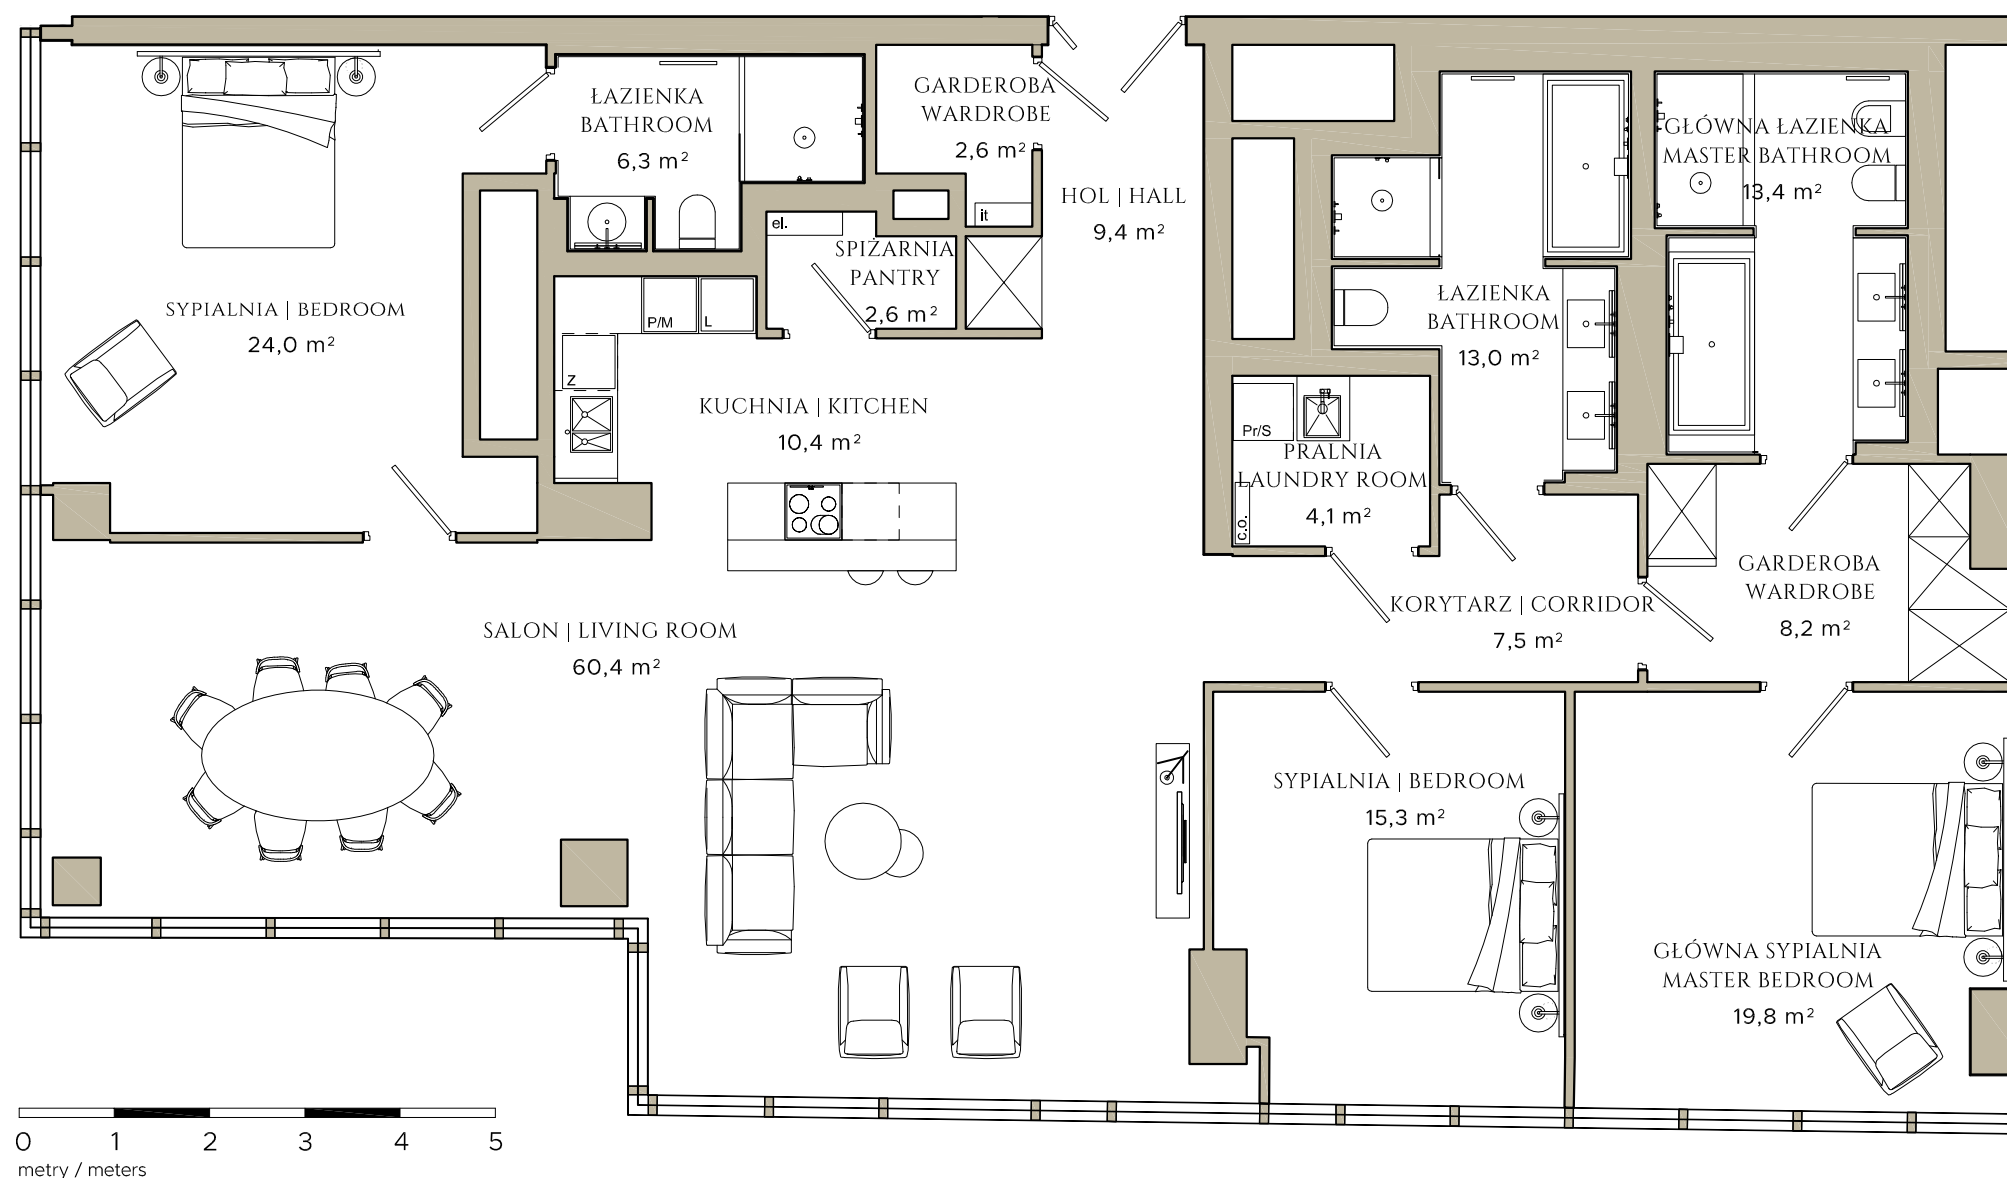 ŁAZIENKA
BATHROOM
6,3 m²
GARDEROBA
WARDROBE
2,6 m²
it
HOL | HALL
9,4 m²
GŁÓWNA ŁAZIENKA
MASTER BATHROOM
13,4 m²
el.
SPIŻARNIA
PANTRY
2,6 m²
SYPIALNIA | BEDROOM
24,0 m²
P/M
L
Z
ŁAZIENKA
BATHROOM
13,0 m²
KUCHNIA | KITCHEN
10,4 m²
Pr/S
PRALNIA
LAUNDRY ROOM
4,1 m²
c.o.
GARDEROBA
WARDROBE
8,2 m²
KORYTARZ | CORRIDOR
7,5 m²
SALON | LIVING ROOM
60,4 m²
SYPIALNIA | BEDROOM
15,3 m²
GŁÓWNA SYPIALNIA
MASTER BEDROOM
19,8 m²
0 1 2 3 4 5
metry / meters